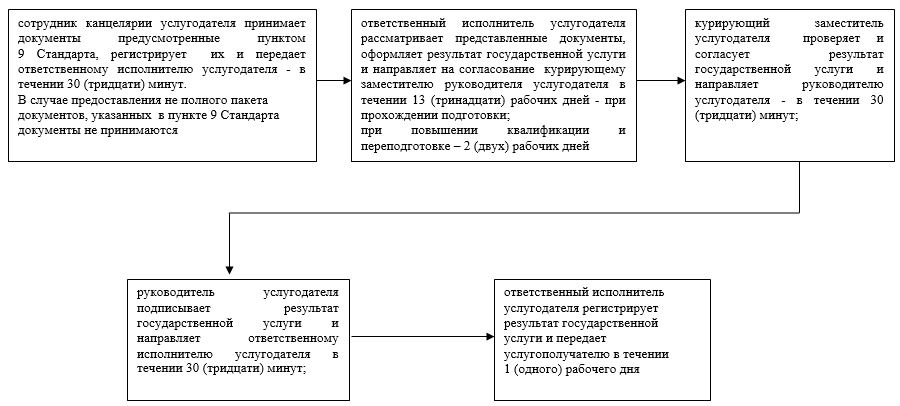 сотрудник канцелярии услугодателя принимает
документы предусмотренные пунктом
9 Стандарта, регистрирует их и передает
ответственному исполнителю услугодателя - в
течении 30 (тридцати) минут.
В случае предоставления не полного пакета
документов, указанных в пункте 9 Стандарта
документы не принимаются
ответственный исполнитель услугодателя
рассматривает представленные документы,
оформляет результат государственной услуги
и направляет на согласование курирующему
заместителю руководителя услугодателя в
течении 13 (тринадцати) рабочих дней - при
прохождении подготовки;
при повышении квалификации и
переподготовке – 2 (двух) рабочих дней
курирующий заместитель
услугодателя проверяет и
согласует результат
государственной услуги и
направляет руководителю
услугодателя - в течении 30
(тридцати) минут;
руководитель услугодателя
подписывает результат
государственной услуги и
направляет ответственному
исполнителю услугодателя в
течении 30 (тридцати) минут;
ответственный исполнитель
услугодателя регистрирует
результат государственной
услуги и передает
услугополучателю в течении
1 (одного) рабочего дня